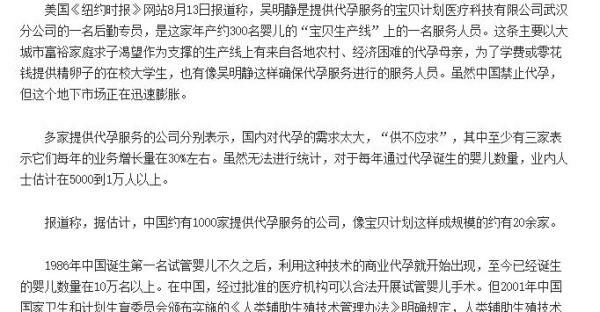 美国《纽约时报》网站8月13日报道称，吴明静是提供代孕服务的宝贝计划医疗科技有限公司武汉
分公司的一名后勤专员，是这家年产约300名婴儿的“宝贝生产线”上的一名服务人员。这条主要以大
城市富裕家庭求子渴望作为支撑的生产线上有来自各地农村、经济困难的代孕母亲，为了学费或零花
钱提供精卵子的在校大学生，也有像吴明静这样确保代孕服务进行的服务人员。虽然中国禁止代孕，
但这个地下市场正在迅速膨胀。
多家提供代孕服务的公司分别表示，国内对代孕的需求太大，“供不应求”，其中至少有三家表
示它们每年的业务增长量在30%左右。虽然无法进行统计，对于每年通过代孕诞生的婴儿数量，业内人
士估计在5000到1万人以上。
报道称，据估计，中国约有1000家提供代孕服务的公司，像宝贝计划这样成规模的约有20余家。
1986年中国诞生第一名试管婴儿不久之后，利用这种技术的商业代孕就开始出现，至今已经诞生
的婴儿数量在10万名以上。在中国，经过批准的医疗机构可以合法开展试管婴儿手术。但2001年中国
国家卫生和计划生育委员会颁布实施的《人类辅助生殖技术管理办法》明确规定，人类辅助生殖技术